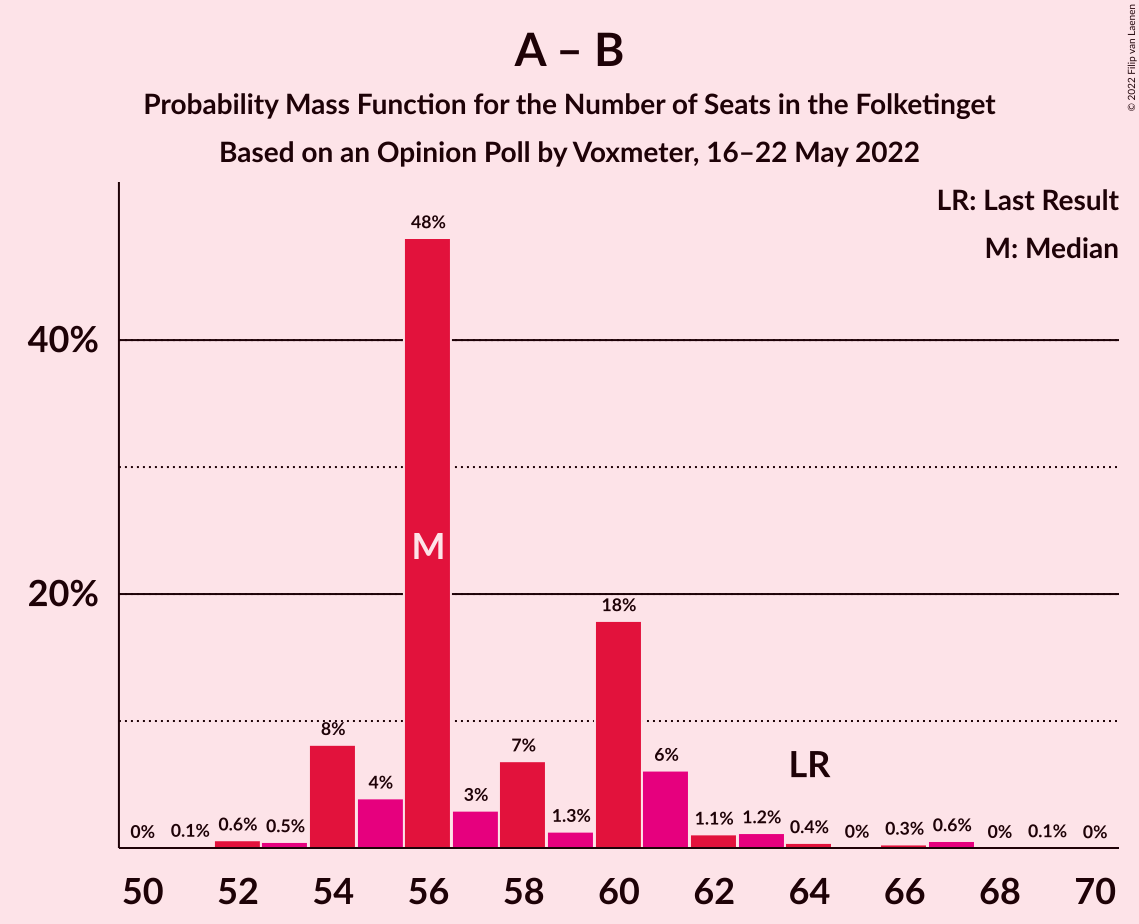 A – B
Probability Mass Function for the Number of Seats in the Folketinget
Based on an Opinion Poll by Voxmeter, 16–22 May 2022
© 2022 Filip van Laenen
LR: Last Result
M: Median
48%
40%
M
20%
18%
8%
7%
6%
LR
4%
3%
1.3%
1.1%
1.2%
0%
0.1%
0.6%
0.5%
0.4%
0%
0.3%
0.6%
0%
0.1%
0%
50 52 54 56 58 60 62 64 66 68 70